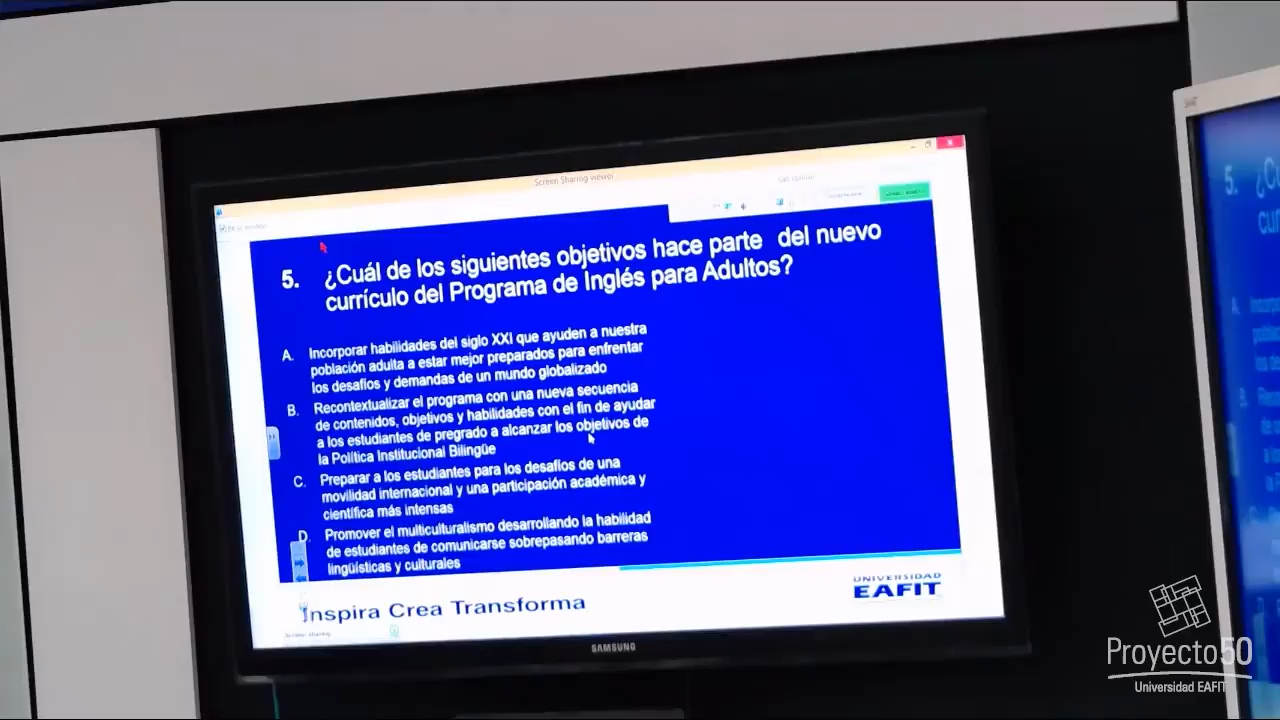 Screen Sharing viewer
5. ¿Cuál de los siguientes objetivos hace parte del nuevo
currículo del Programa de Inglés para Adultos?
A. Incorporar habilidades del siglo XXI que ayuden a nuestra
población adulta a estar mejor preparados para enfrentar
los desafíos y demandas de un mundo globalizado
B. Recontextualizar el programa con una nueva secuencia
de contenidos, objetivos y habilidades con el fin de ayudar
a los estudiantes de pregrado a alcanzar los objetivos de
la Política Institucional Bilingüe
C. Preparar a los estudiantes para los desafíos de una
movilidad internacional y una participación académica y
científica más intensas
D. Promover el multiculturalismo desarrollando la habilidad
de estudiantes de comunicarse sobrepasando barreras
lingüísticas y culturales
Inspira Crea Transforma
UNIVERSIDAD
EAFIT
SAMSUNG
5.
Proyecto50
Universidad EAFIT